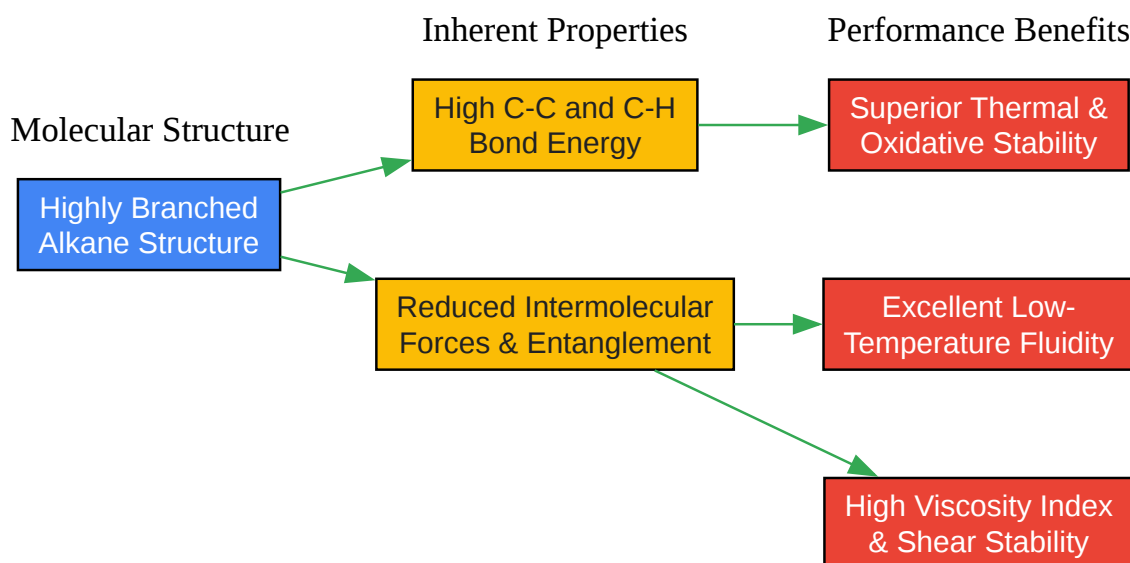 Inherent Properties
Performance Benefits
Molecular Structure
High C-C and C-H
Bond Energy
Superior Thermal &
Oxidative Stability
Highly Branched
Alkane Structure
Reduced Intermolecular
Forces & Entanglement
Excellent Low-
Temperature Fluidity
High Viscosity Index
& Shear Stability